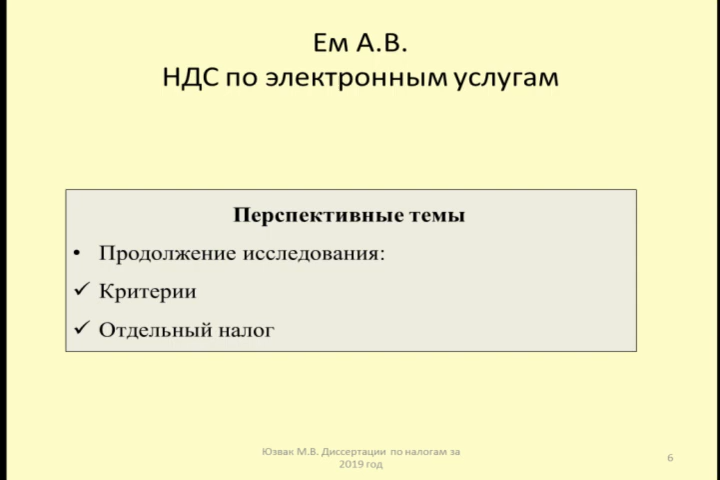 Ем А.В.
НДС по электронным услугам
Перспективные темы
• Продолжение исследования:
✓ Критерии
✓ Отдельный налог
Юзвак М.В. Диссертации по налогам за
2019 год
6